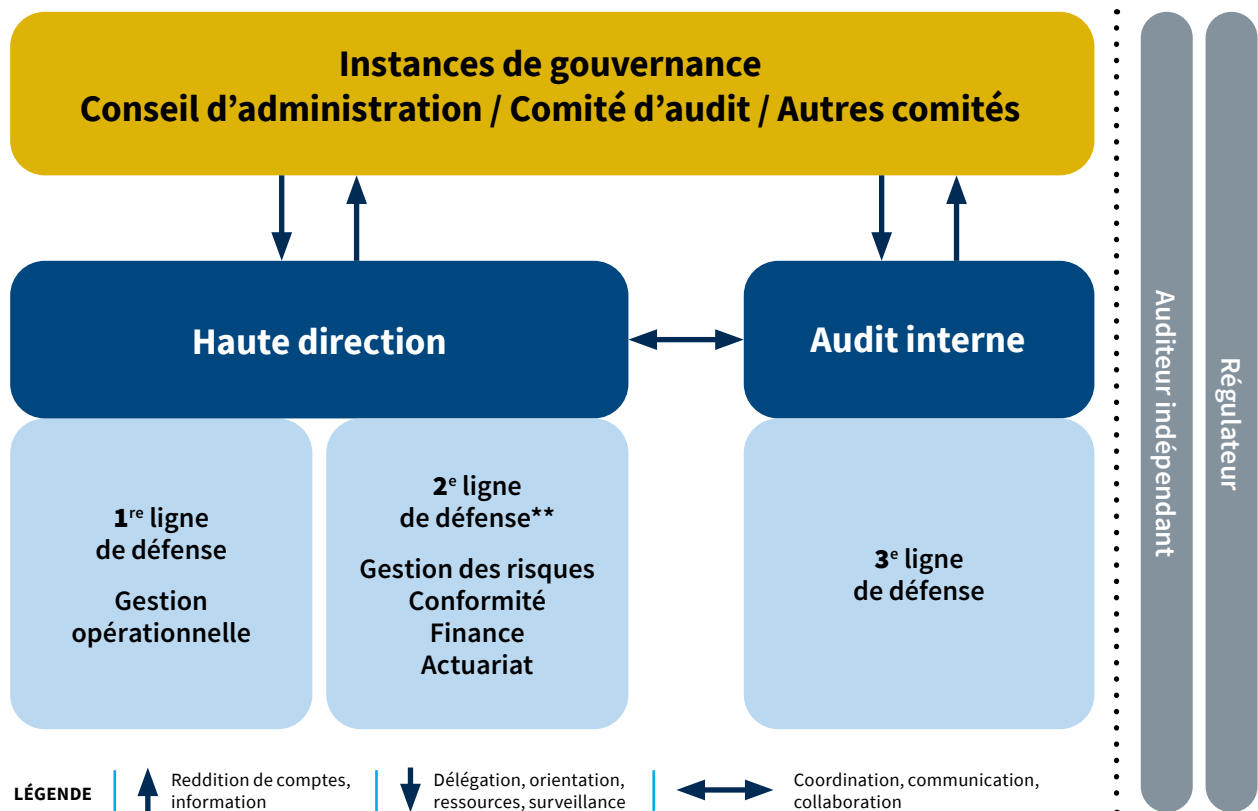 Instances de gouvernance
Conseil d’administration / Comité d’audit / Autres comités
Haute direction
Audit interne
1re ligne
de défense
Gestion
opérationnelle
2e ligne
de défense**
Gestion des risques
Conformité
Finance
Actuariat
3e ligne
de défense
Auditeur indépendant
Régulateur
LÉGENDE
Reddition de comptes,
information
Délégation, orientation,
ressources, surveillance
Coordination, communication,
collaboration